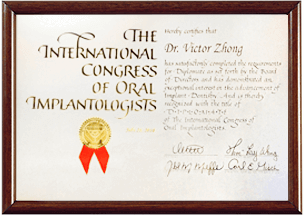 THE
INTERNATIONAL
CONGRESS
OF ORAL
IMPLANTOLOGISTS
hereby certifies that
Dr. Victor Zhong
has satisfactorily completed the requirements
for Diplomate as set forth by the Board
of Directors and has demonstrated an
exceptional interest in the advancement of
Implant Dentistry. And is thereby
recognized with the title of
D·I·P·L·O·M·A·T·E
of The International Congress of
Oral Implantologists.